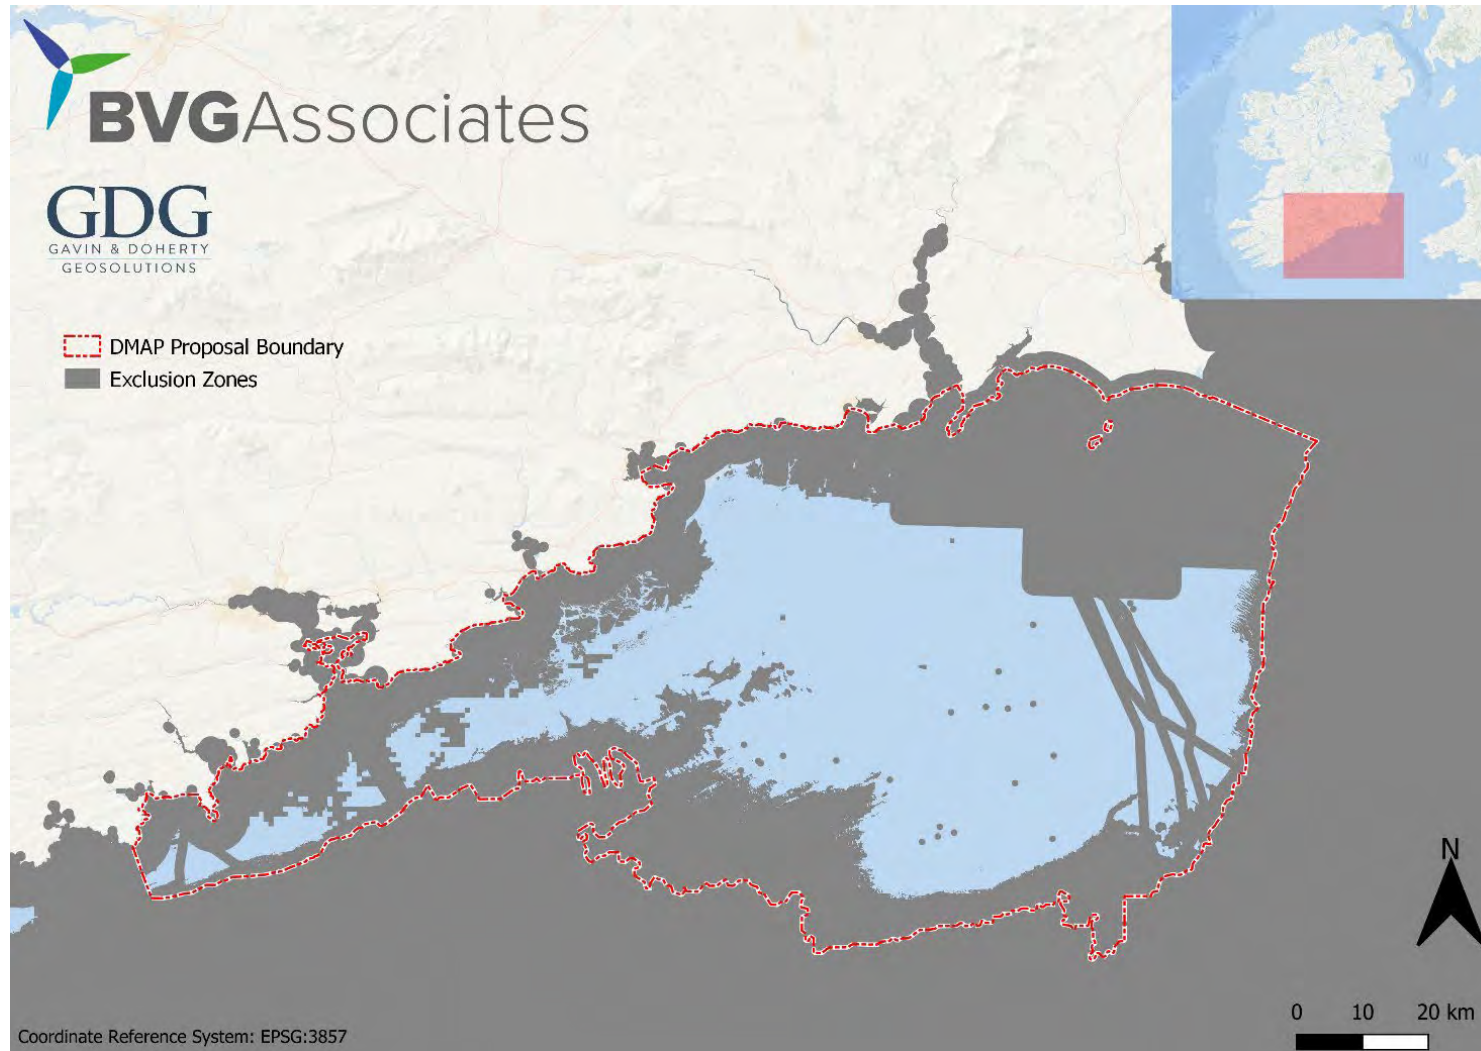 BVGAssociates
GDG
GAVIN & DOHERTY
GEOSOLUTIONS
DMAP Proposal Boundary
Exclusion Zones
N
0 10 20 km
Coordinate Reference System: EPSG:3857